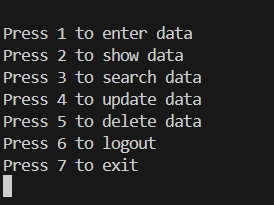 Press 1 to enter data
Press 2 to show data
Press 3 to search data
Press 4 to update data
Press 5 to delete data
Press 6 to logout
Press 7 to exit